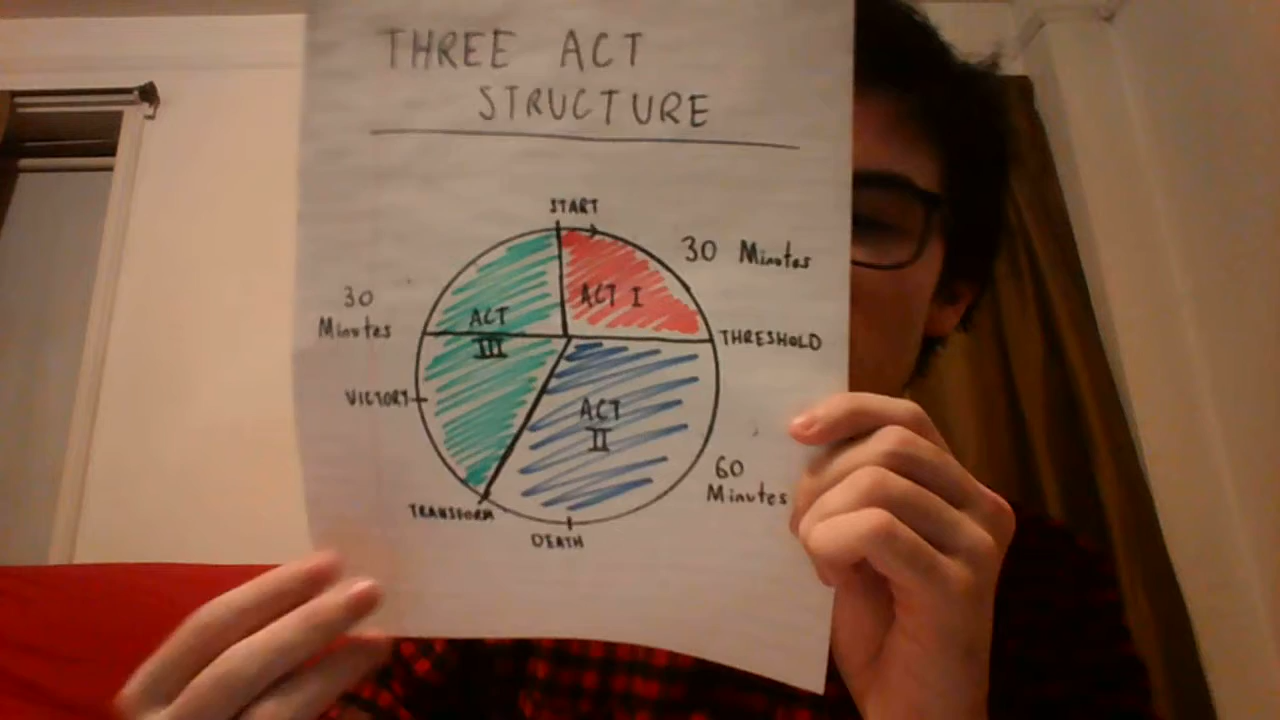 THREE ACT
STRUCTURE
START
30 Minutes
ACT I
30
Minutes
ACT
III
THRESHOLD
VICTORY
ACT
II
60
Minutes
TRANSFORM
DEATH